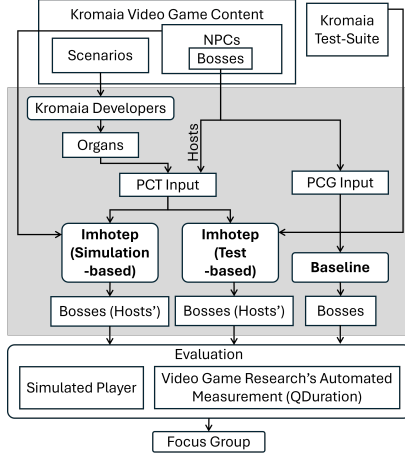 Kromaia Video Game Content
Scenarios
NPCs
Bosses
Kromaia
Test-Suite
Kromaia Developers
Organs
Hosts
PCT Input
PCG Input
Imhotep
(Simulation
-based)
Imhotep
(Test
-based)
Baseline
Bosses (Hosts’)
Bosses (Hosts’)
Bosses
Evaluation
Simulated Player
Video Game Research’s Automated
Measurement (QDuration)
Focus Group